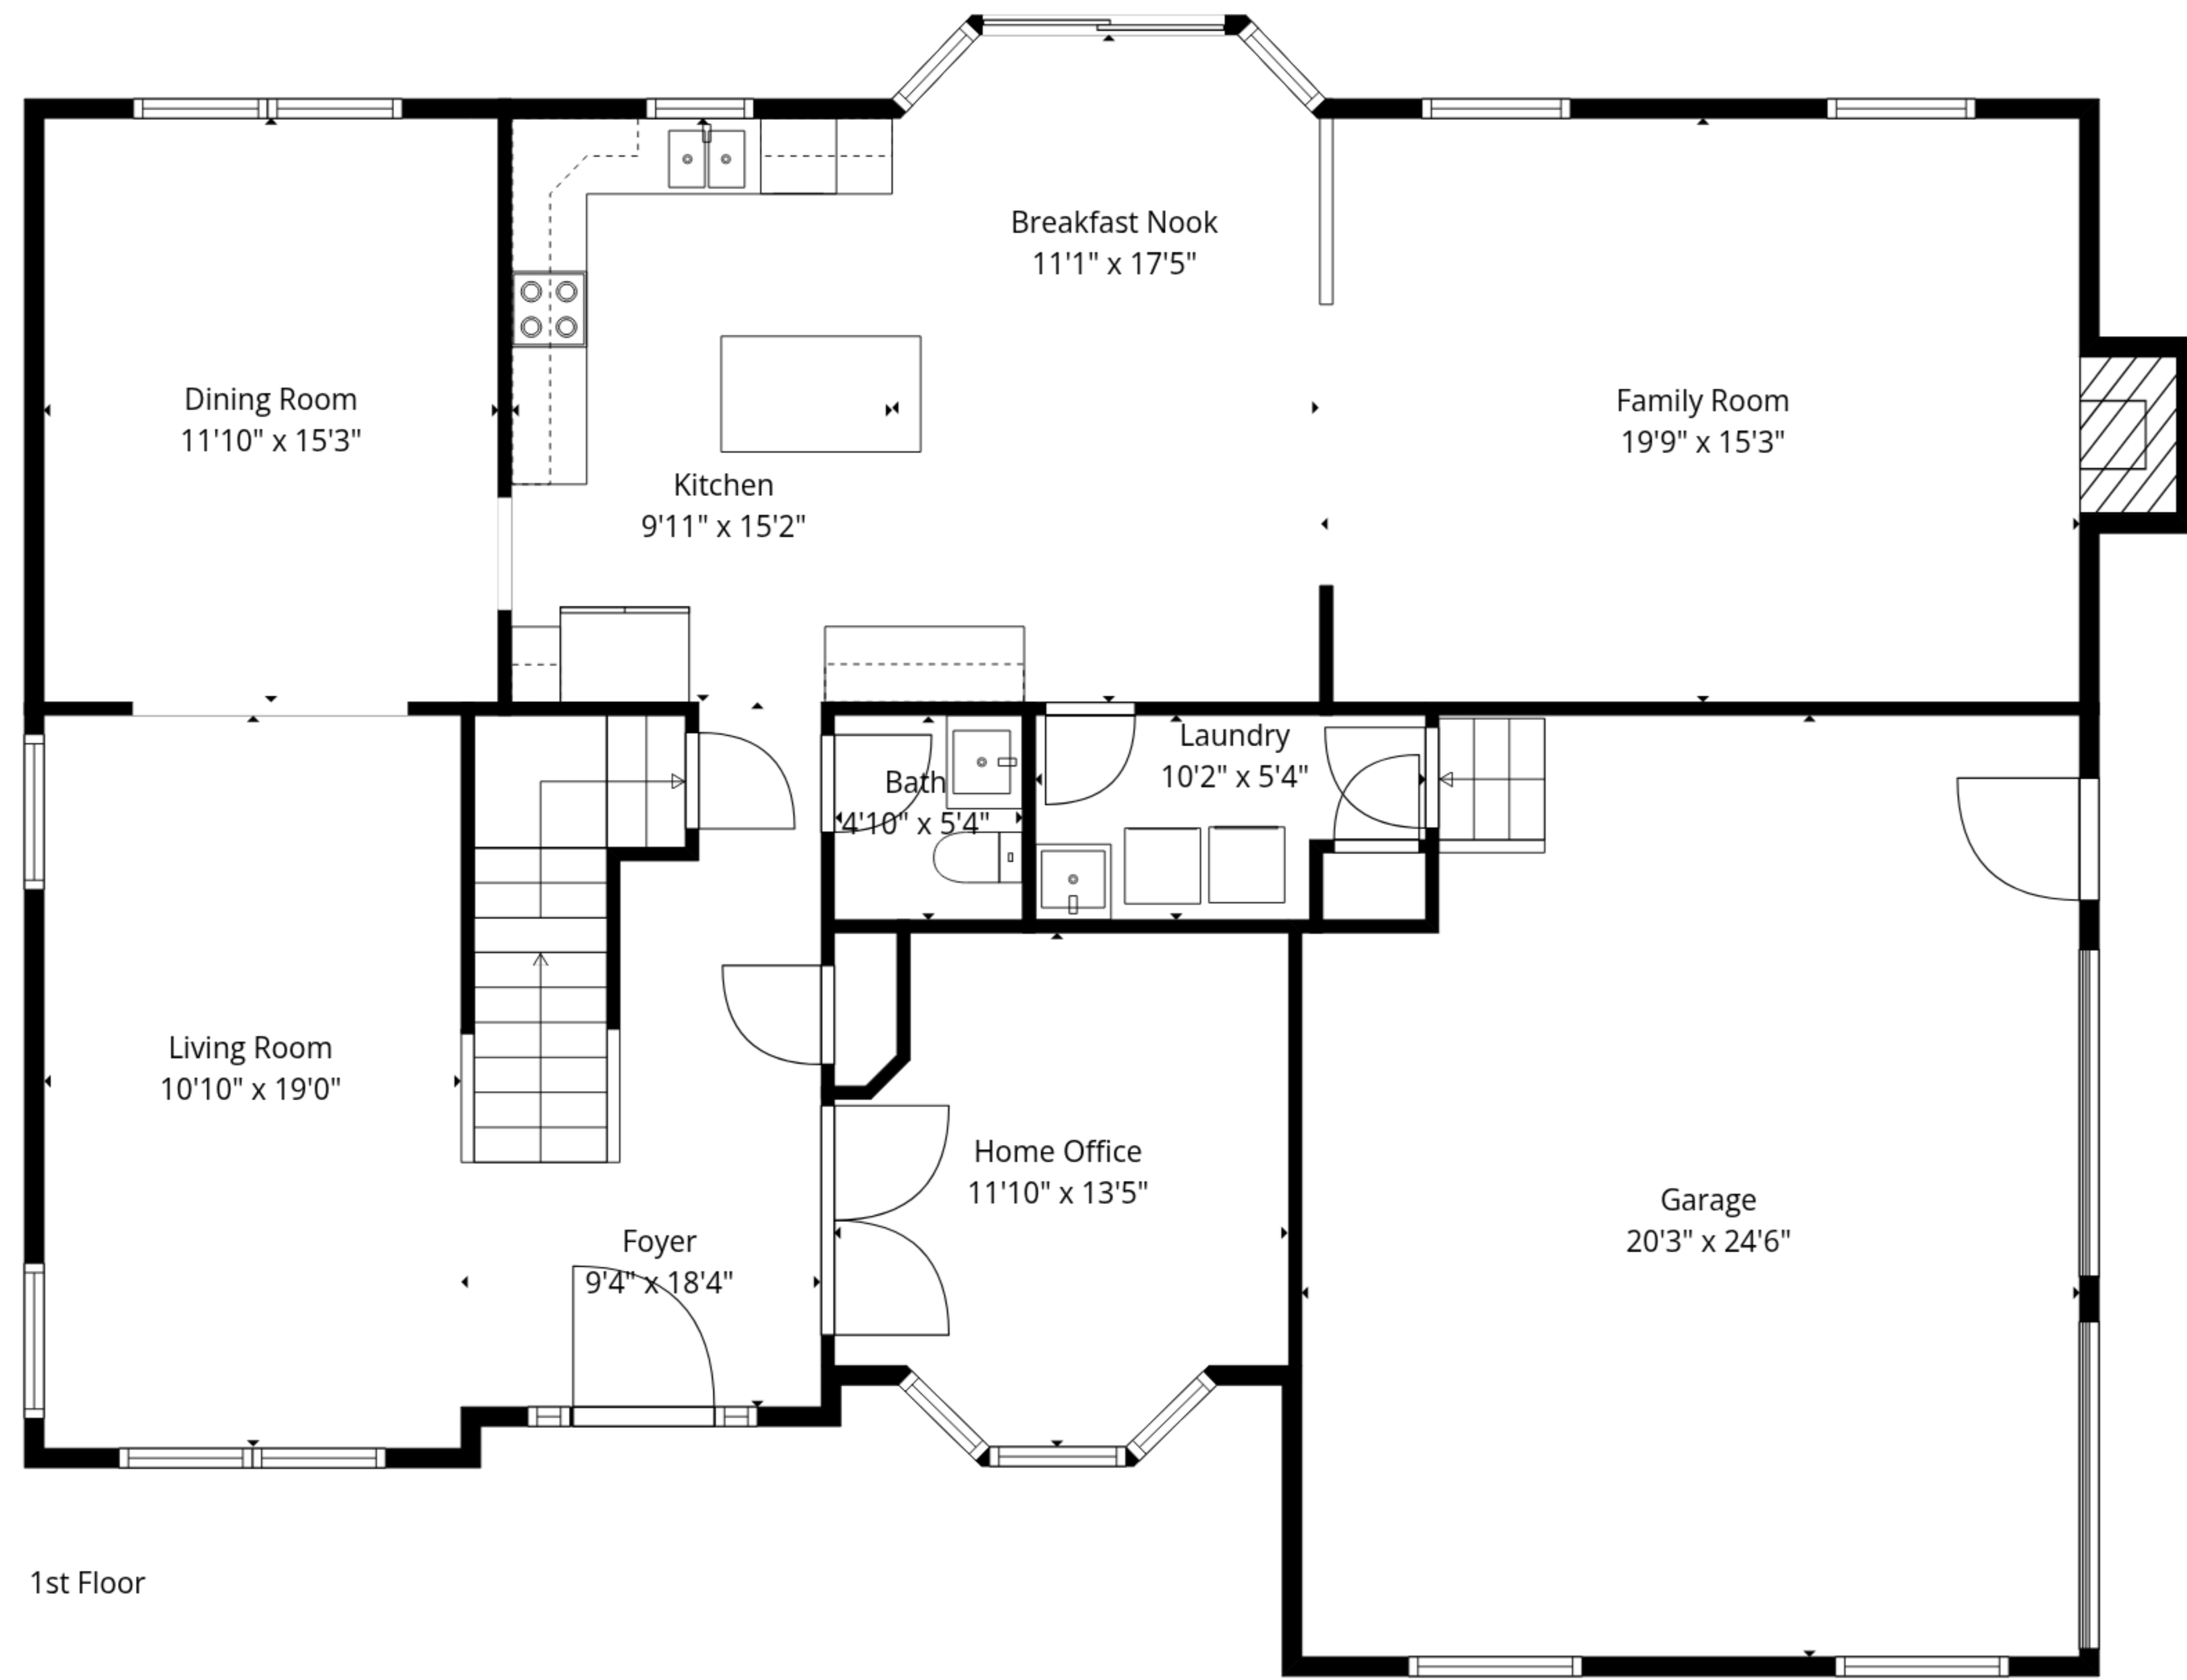 Breakfast Nook
11'1" x 17'5"
Dining Room
11'10" x 15'3"
Family Room
19'9" x 15'3"
Kitchen
9'11" x 15'2"
Laundry
10'2" x 5'4"
Bath
4'10" x 5'4"
Living Room
10'10" x 19'0"
Home Office
11'10" x 13'5"
Garage
20'3" x 24'6"
Foyer
9'4" x 18'4"
1st Floor